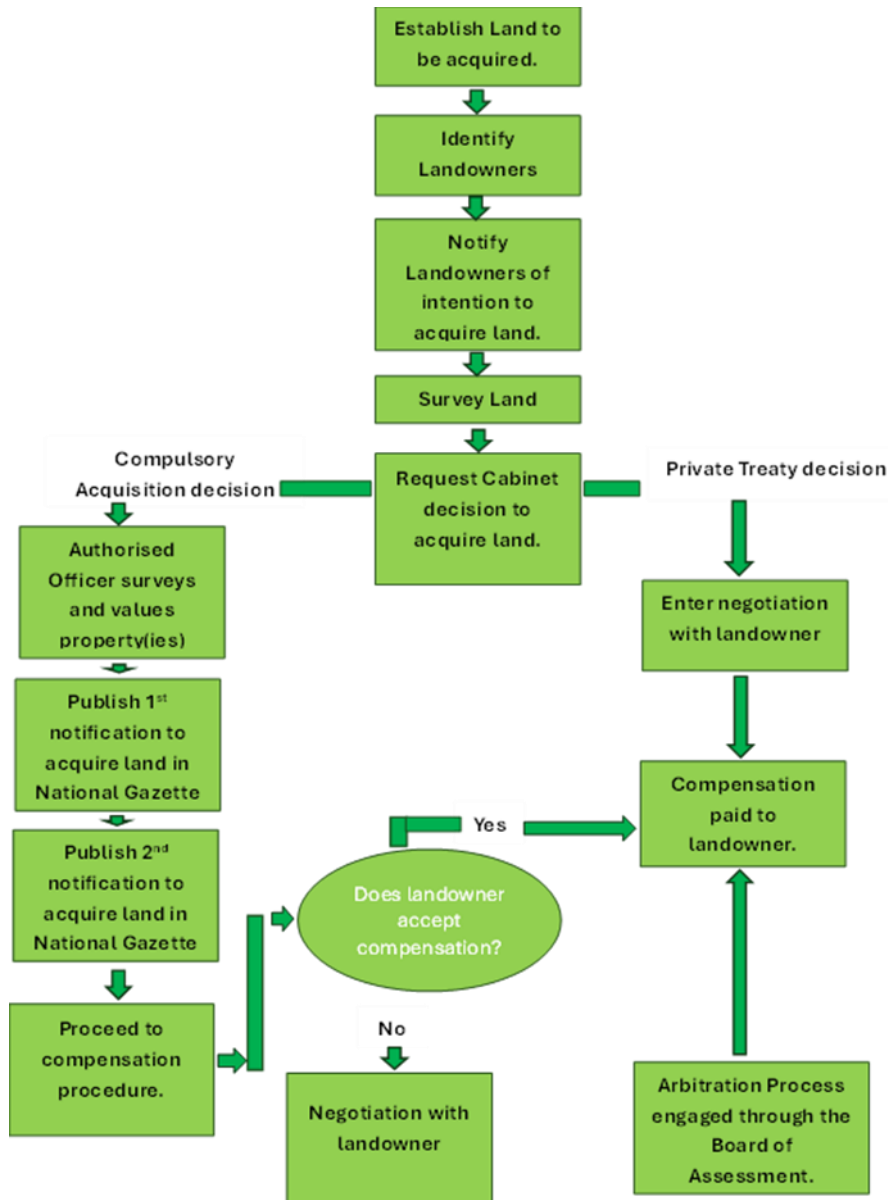 Establish Land to
be acquired.
Identify
Landowners
Notify
Landowners of
intention to
acquire land.
Survey Land
Request Cabinet
decision to
acquire land.
Compulsory
Acquisition decision
Private Treaty decision
Authorised
Officer surveys
and values
property(ies)
Publish 1st
notification to
acquire land in
National Gazette
Publish 2nd
notification to
acquire land in
National Gazette
Proceed to
compensation
procedure.
Does landowner
accept
compensation?
Yes
No
Negotiation with
landowner
Enter negotiation
with landowner
Compensation
paid to
landowner.
Arbitration Process
engaged through the
Board of
Assessment.